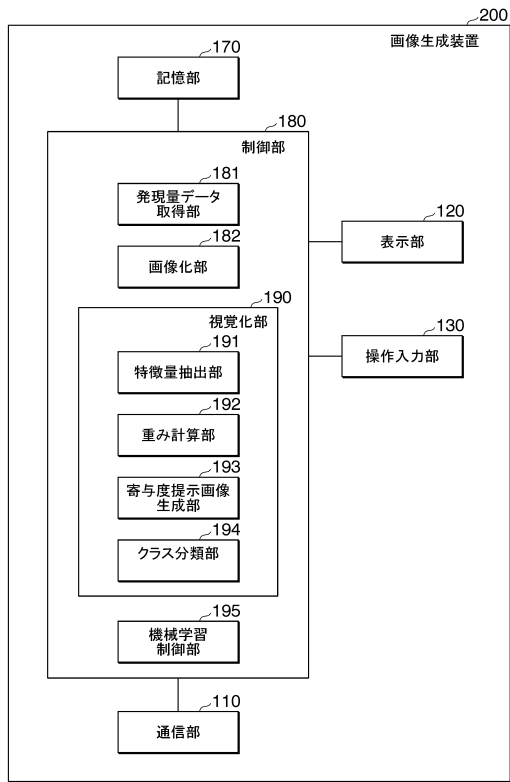 200
画像生成装置
170
記憶部
180
制御部
181
発現量データ
取得部
182
画像化部
120
表示部
190
視覚化部
130
操作入力部
191
特徴量抽出部
192
重み計算部
193
寄与度提示画像
生成部
194
クラス分類部
195
機械学習
制御部
110
通信部